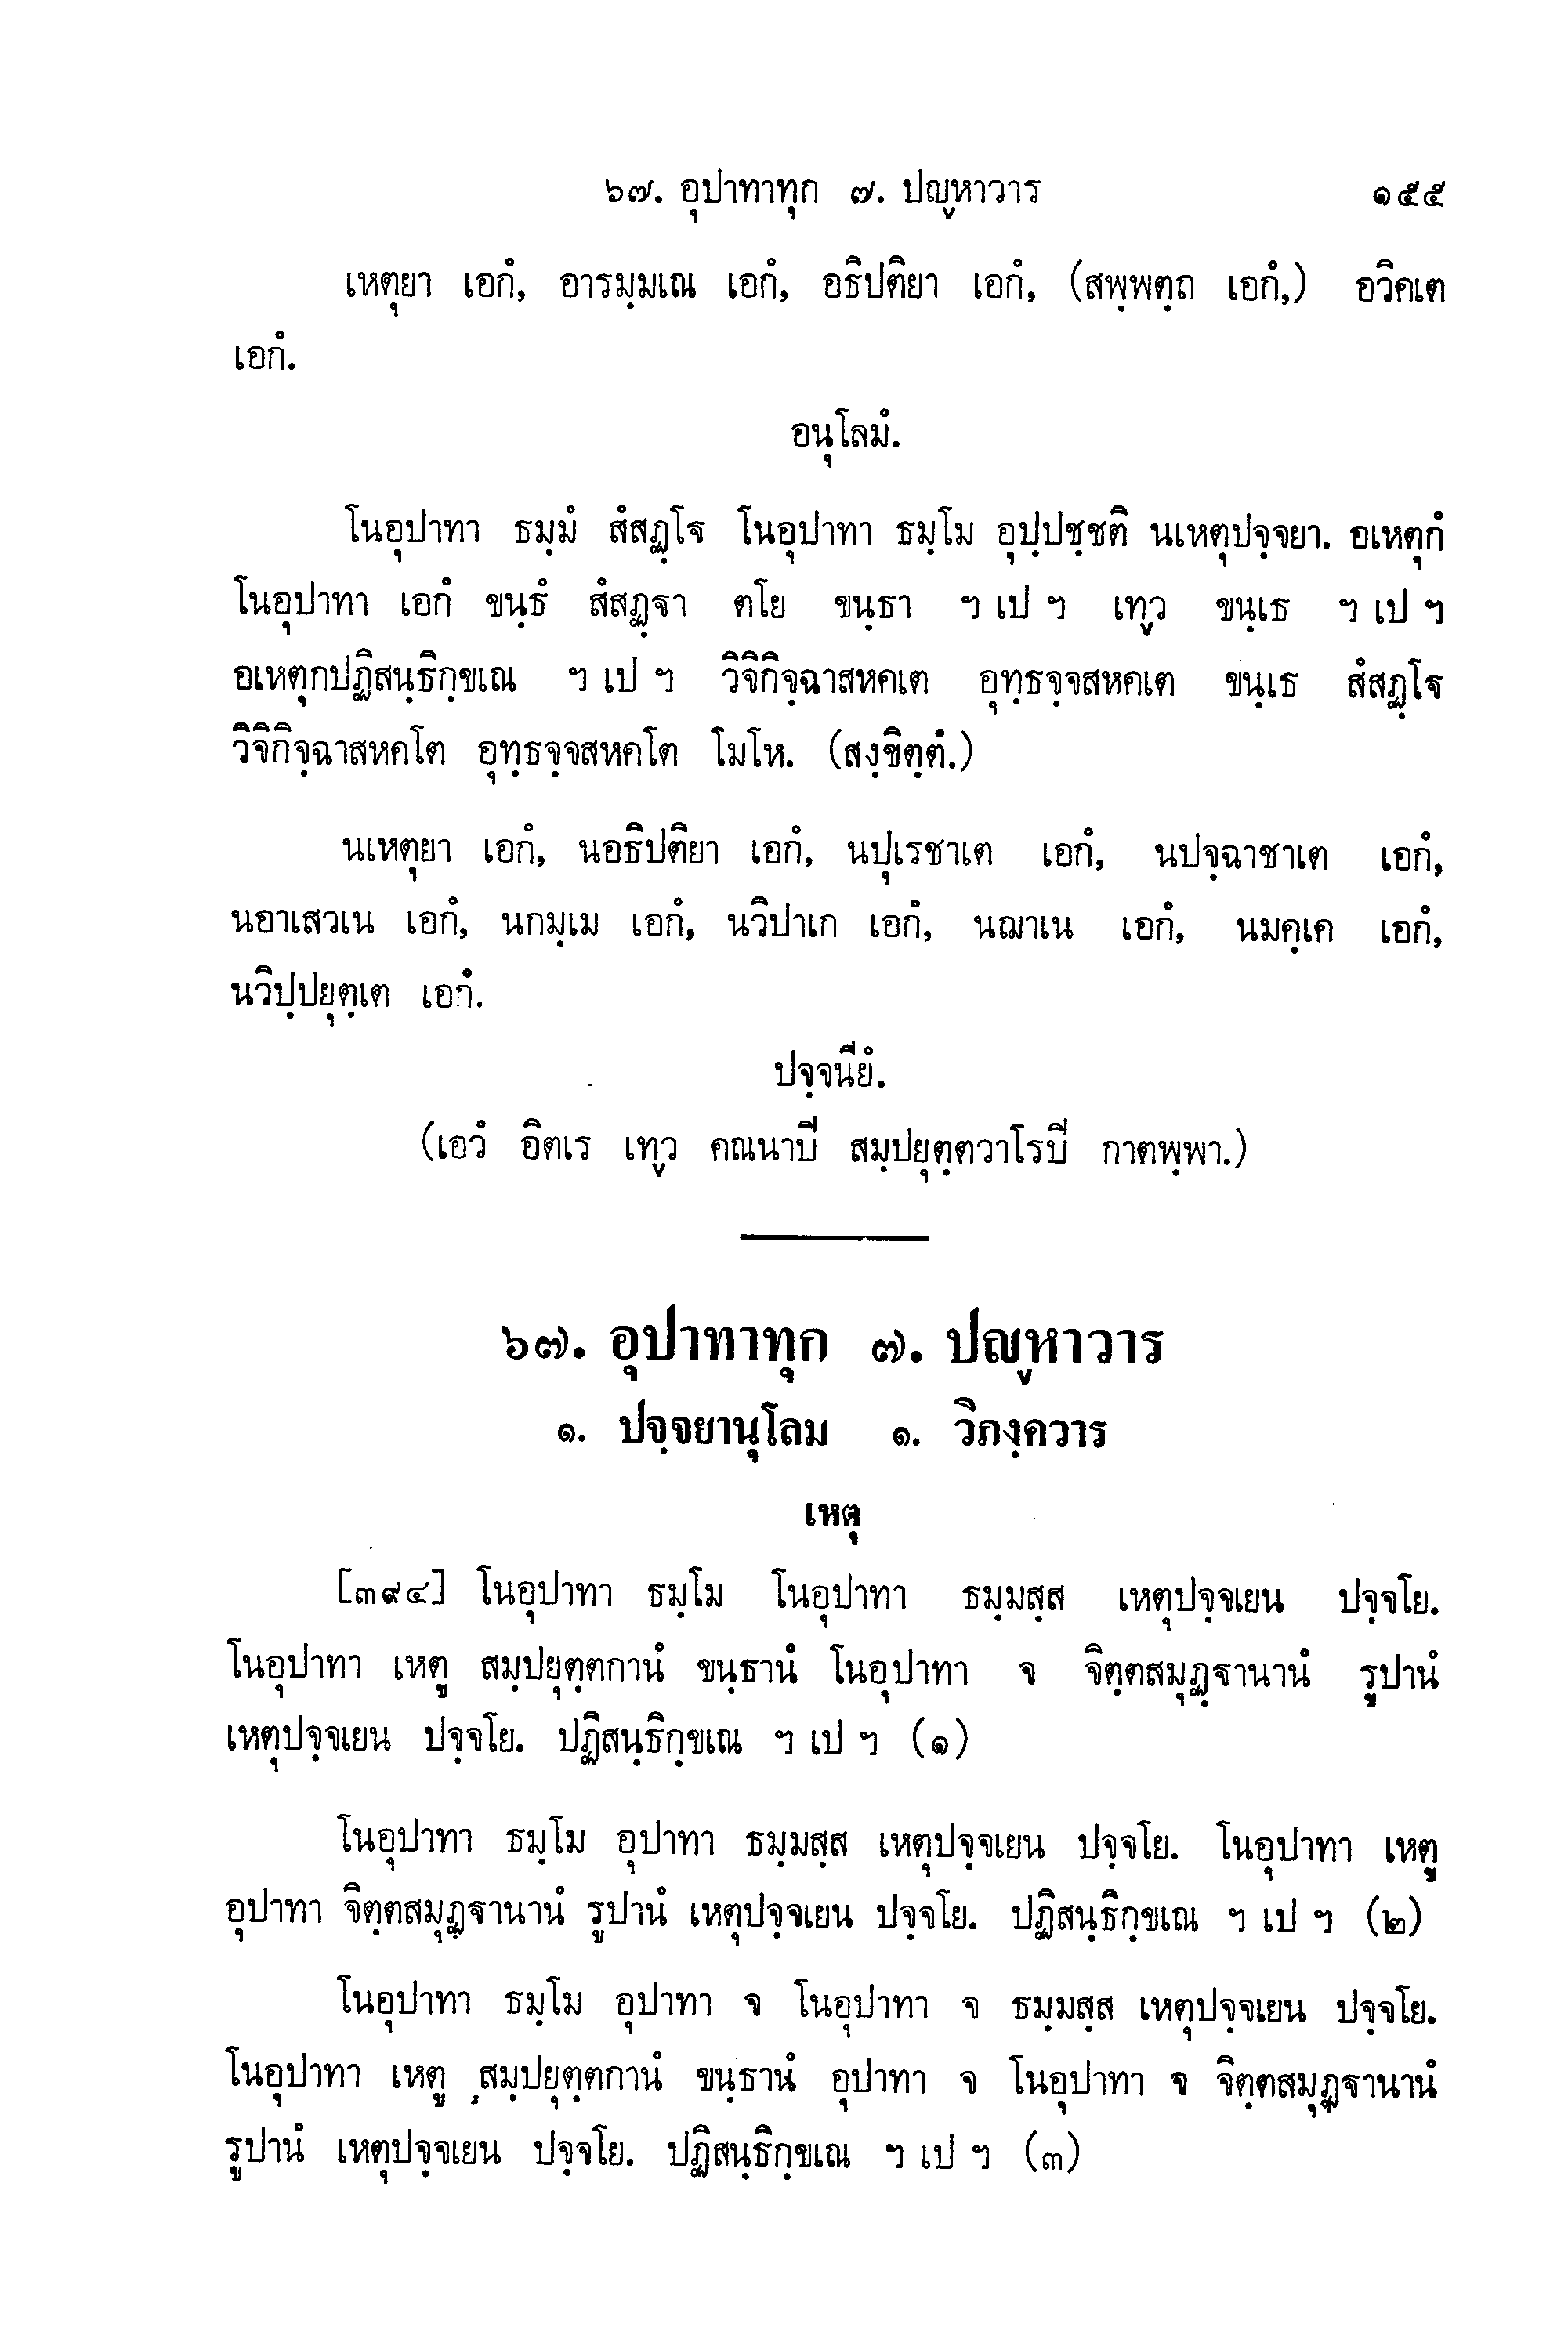 ๖๗. อุปาทาทุก ๗. ปญฺหาวาร ๑๕๕
เหตุยา เอกํ, อารมฺมเณ เอกํ, อธิปติยา เอกํ, (สพฺพตฺถ เอกํ,) อวิคเต
เอกํ.
อนุโลมํ.
โนอุปาทา ธมฺมํ สํสฏฺโฐ โนอุปาทา ธมฺโม อุปฺปชฺชติ นเหตุปจฺจยา. อเหตุกํ
โนอุปาทา เอกํ ขนฺธํ สํสฏฺฐา ตโย ขนฺธา ฯ เป ฯ เทฺว ขนฺเธ ฯ เป ฯ
อเหตุกปฏิสนฺธิกฺขเณ ฯ เป ฯ วิจิกิจฺฉาสหคเต อุทฺธจฺจสหคเต ขนฺเธ สํสฏฺโฐ
วิจิกิจฺฉาสหคโต อุทฺธจฺจสหคโต โมโห. (สงฺขิตฺตํ.)
นเหตุยา เอกํ, นอธิปติยา เอกํ, นปุเรชาเต เอกํ, นปจฺฉาชาเต เอกํ,
นอาเสวเน เอกํ, นกมฺเม เอกํ, นวิปาเก เอกํ, นฌาเน เอกํ, นมคฺเค เอกํ,
นวิปฺปยุตฺเต เอกํ.
ปจฺจนียํ.
(เอวํ อิตเร เทฺว คณนาปี สมฺปยุตฺตวาโรปี กาตพฺพา.)
๖๗. อุปาทาทุก ๗. ปญฺหาวาร
๑. ปจฺจยานุโลม ๑. วิภงฺควาร
เหตุ
[๓๙๔] โนอุปาทา ธมฺโม โนอุปาทา ธมฺมสฺส เหตุปจฺจเยน ปจฺจโย.
โนอุปาทา เหตู สมฺปยุตฺตกานํ ขนฺธานํ โนอุปาทา จ จิตฺตสมุฏฺฐานานํ รูปานํ
เหตุปจฺจเยน ปจฺจโย. ปฏิสนฺธิกฺขเณ ฯ เป ฯ (๑)
โนอุปาทา ธมฺโม อุปาทา ธมฺมสฺส เหตุปจฺจเยน ปจฺจโย. โนอุปาทา เหตู
อุปาทา จิตฺตสมุฏฺฐานานํ รูปานํ เหตุปจฺจเยน ปจฺจโย. ปฏิสนฺธิกฺขเณ ฯ เป ฯ (๒)
โนอุปาทา ธมฺโม อุปาทา จ โนอุปาทา จ ธมฺมสฺส เหตุปจฺจเยน ปจฺจโย.
โนอุปาทา เหตู สมฺปยุตฺตกานํ ขนฺธานํ อุปาทา จ โนอุปาทา จ จิตฺตสมุฏฺฐานานํ
รูปานํ เหตุปจฺจเยน ปจฺจโย. ปฏิสนฺธิกฺขเณ ฯ เป ฯ (๓)